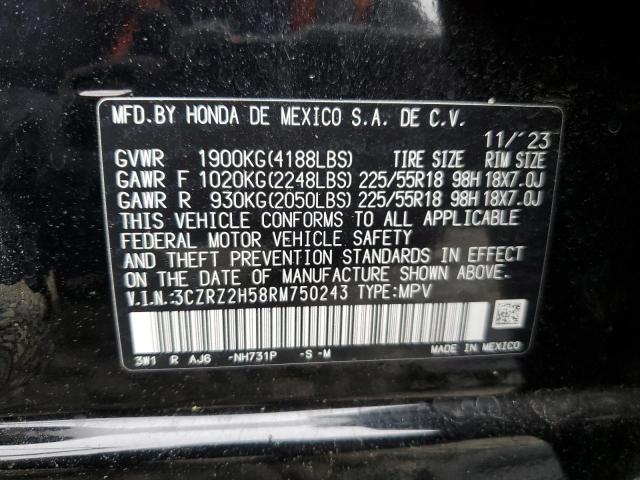 MFD.BY HONDA DE MEXICO S.A. DE C.V.
11/'23
GVWR 1900KG(4188LBS) TIRE SIZE RIM SIZE
GAWR F 1020KG(2248LBS) 225/55R18 98H 18X7.0J
GAWR R 930KG(2050LBS) 225/55R18 98H 18X7.0J
THIS VEHICLE CONFORMS TO ALL APPLICABLE
FEDERAL MOTOR VEHICLE SAFETY
AND THEFT PREVENTION STANDARDS IN EFFECT
ON THE DATE OF MANUFACTURE SHOWN ABOVE.
V.I.N.:3CZRZ2H58RM750243 TYPE:MPV
3W1 R AJ6 -NH731P -S -M MADE IN MEXICO